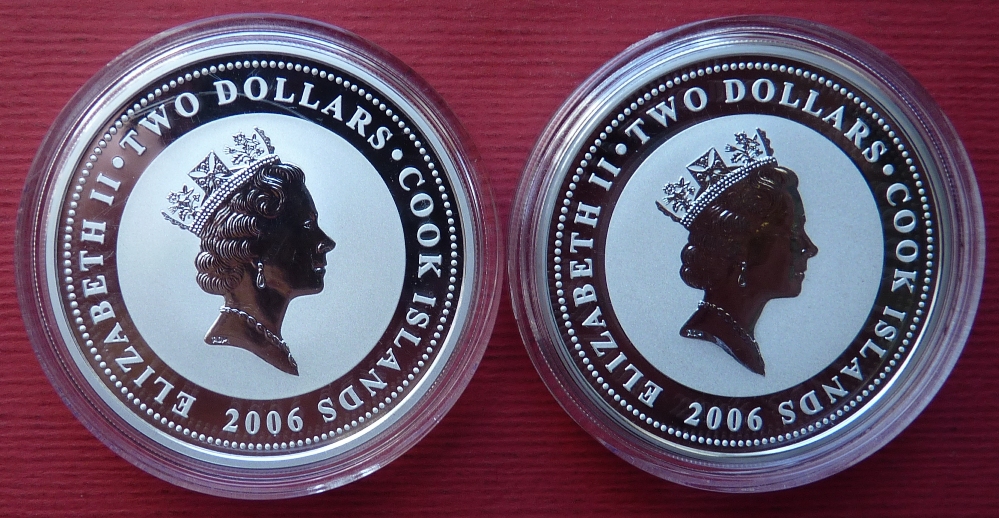 ELIZABETH II · TWO DOLLARS · COOK ISLANDS
2006
ELIZABETH II · TWO DOLLARS · COOK ISLANDS
2006